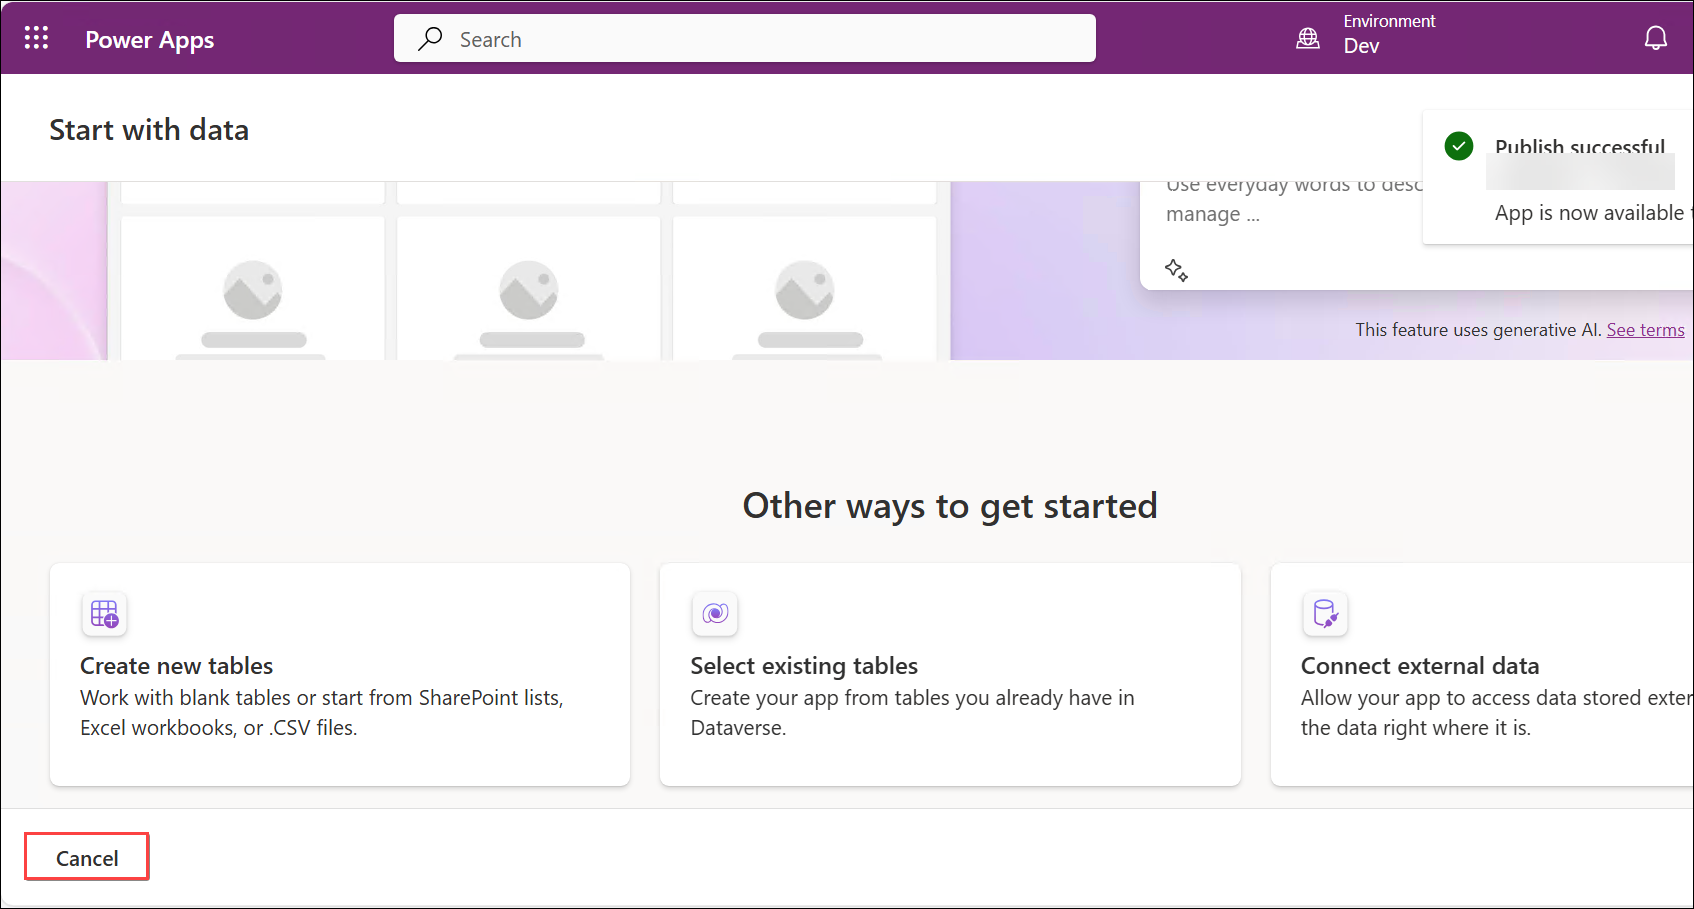 Power Apps
Search
Environment
Dev
Start with data
Publish successful
App is now available
Use everyday words to desc
manage ...
This feature uses generative AI. See terms
Other ways to get started
Create new tables
Work with blank tables or start from SharePoint lists,
Excel workbooks, or .CSV files.
Select existing tables
Create your app from tables you already have in
Dataverse.
Connect external data
Allow your app to access data stored exter
the data right where it is.
Cancel